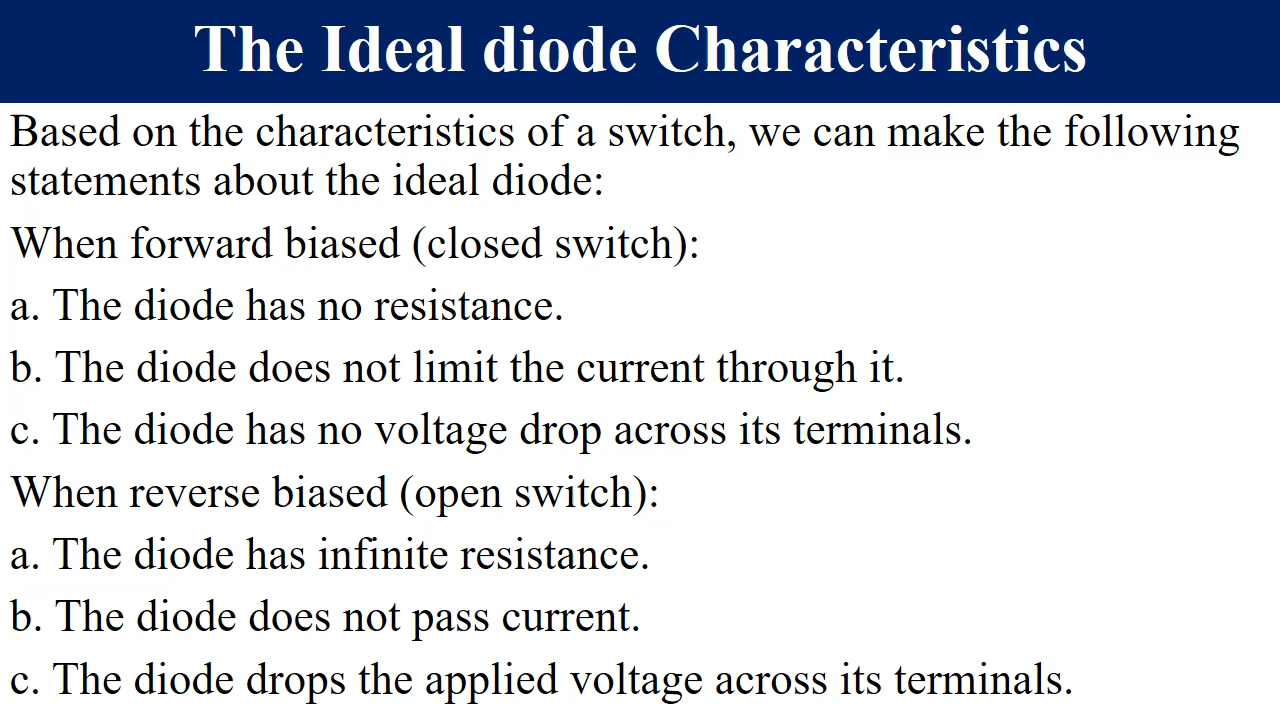 The Ideal diode Characteristics
Based on the characteristics of a switch, we can make the following
statements about the ideal diode:
When forward biased (closed switch):
a. The diode has no resistance.
b. The diode does not limit the current through it.
c. The diode has no voltage drop across its terminals.
When reverse biased (open switch):
a. The diode has infinite resistance.
b. The diode does not pass current.
c. The diode drops the applied voltage across its terminals.